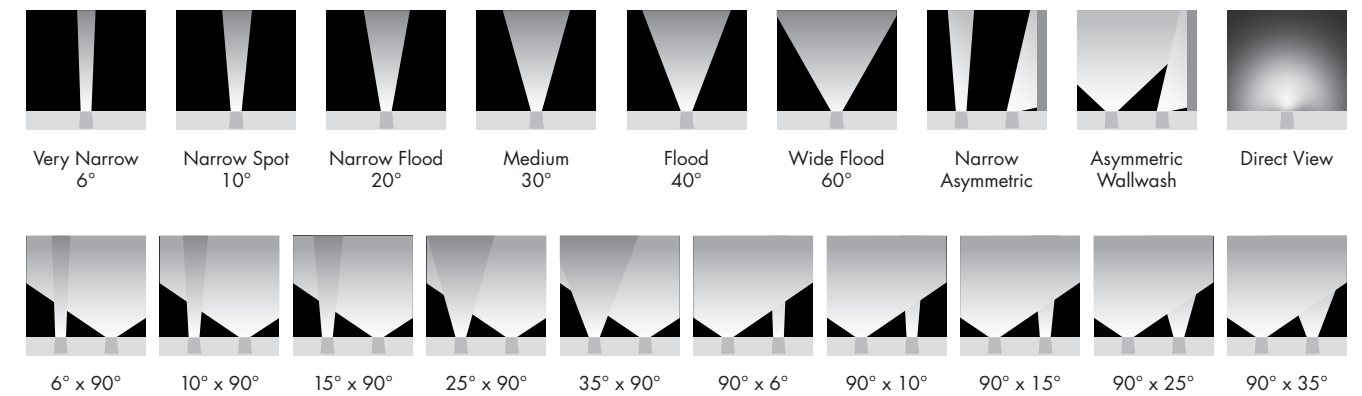 Very Narrow
6°
Narrow Spot
10°
Narrow Flood
20°
Medium
30°
Flood
40°
Wide Flood
60°
Narrow
Asymmetric
Asymmetric
Wallwash
Direct View
6° x 90°
10° x 90°
15° x 90°
25° x 90°
35° x 90°
90° x 6°
90° x 10°
90° x 15°
90° x 25°
90° x 35°